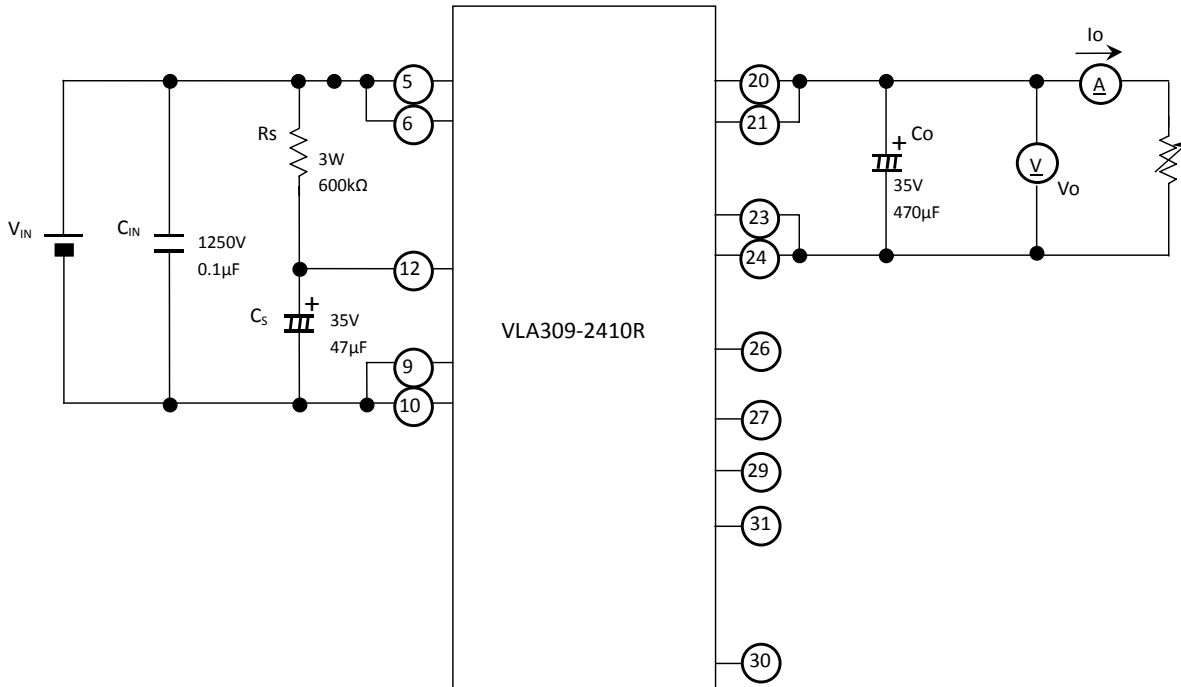 Io
5
20
A
6
21
Rs
3W
600kΩ
+
Co
35V
470μF
V
Vo
VIN
CIN
1250V
0.1μF
23
24
12
+
CS
35V
47μF
VLA309-2410R
26
9
10
27
29
31
30